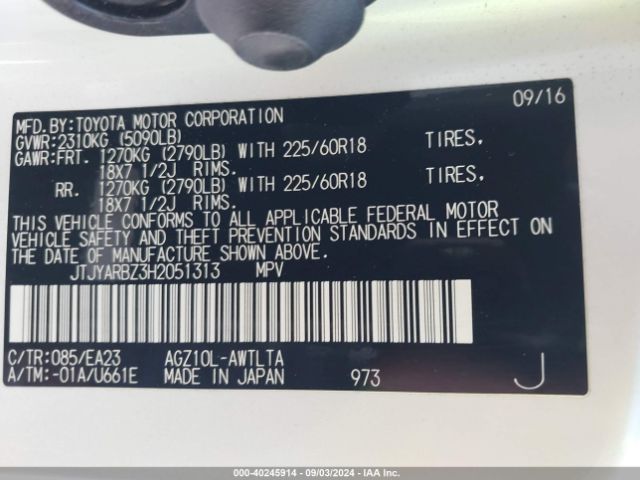 09/16
MFD.BY:TOYOTA MOTOR CORPORATION
GVWR:2310KG (5090LB)
GAWR:FRT. 1270KG (2790LB) WITH 225/60R18 TIRES,
18X7 1/2J RIMS.
RR. 1270KG (2790LB) WITH 225/60R18 TIRES,
18X7 1/2J RIMS.
THIS VEHICLE CONFORMS TO ALL APPLICABLE FEDERAL MOTOR
VEHICLE SAFETY AND THEFT PREVENTION STANDARDS IN EFFECT ON
THE DATE OF MANUFACTURE SHOWN ABOVE.
JTJYARBZ3H2051313 MPV
C/TR:085/EA23 AGZ10L-AWTLTA
A/TM:-01A/U661E MADE IN JAPAN 973 J
000-40245914 - 09/03/2024 - IAA Inc.